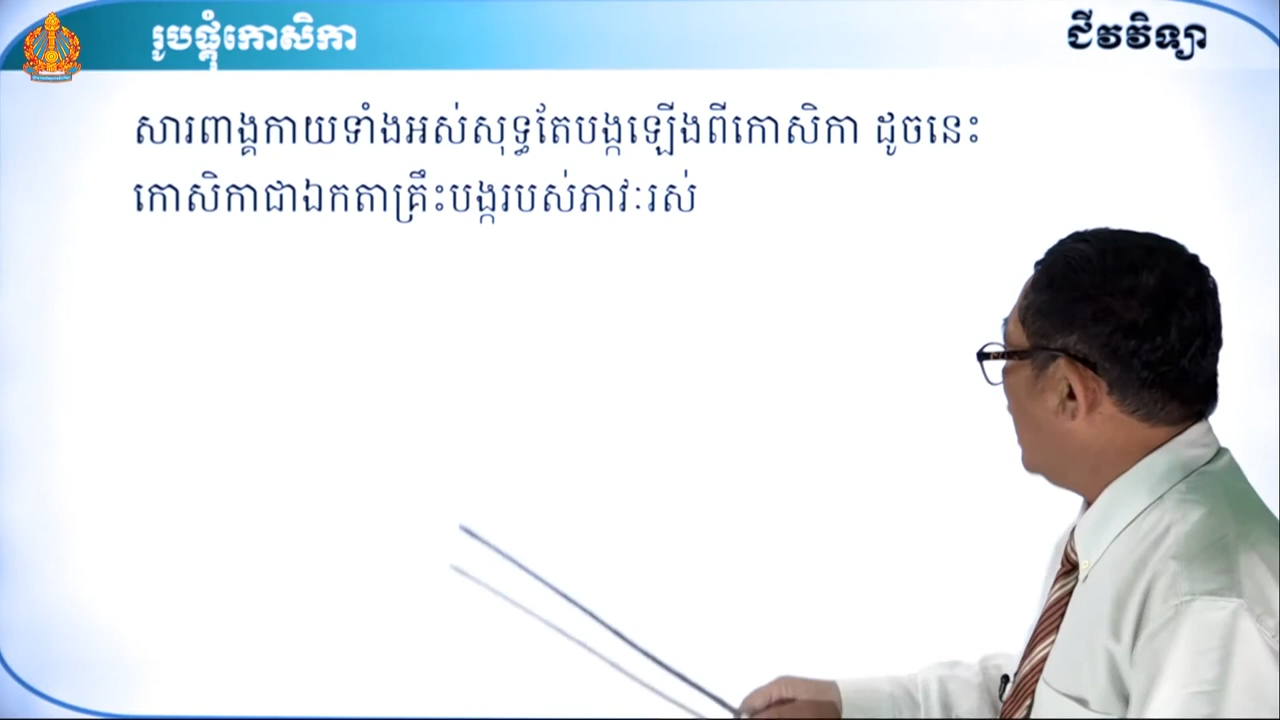 រូបផ្គុំកោសិកា
ជីវវិទ្យា
សារពាង្គកាយទាំងអស់សុទ្ធតែបង្កឡើងពីកោសិកា ដូចនេះ
កោសិកាជាឯកតាគ្រឹះបង្ករបស់ភាវៈរស់